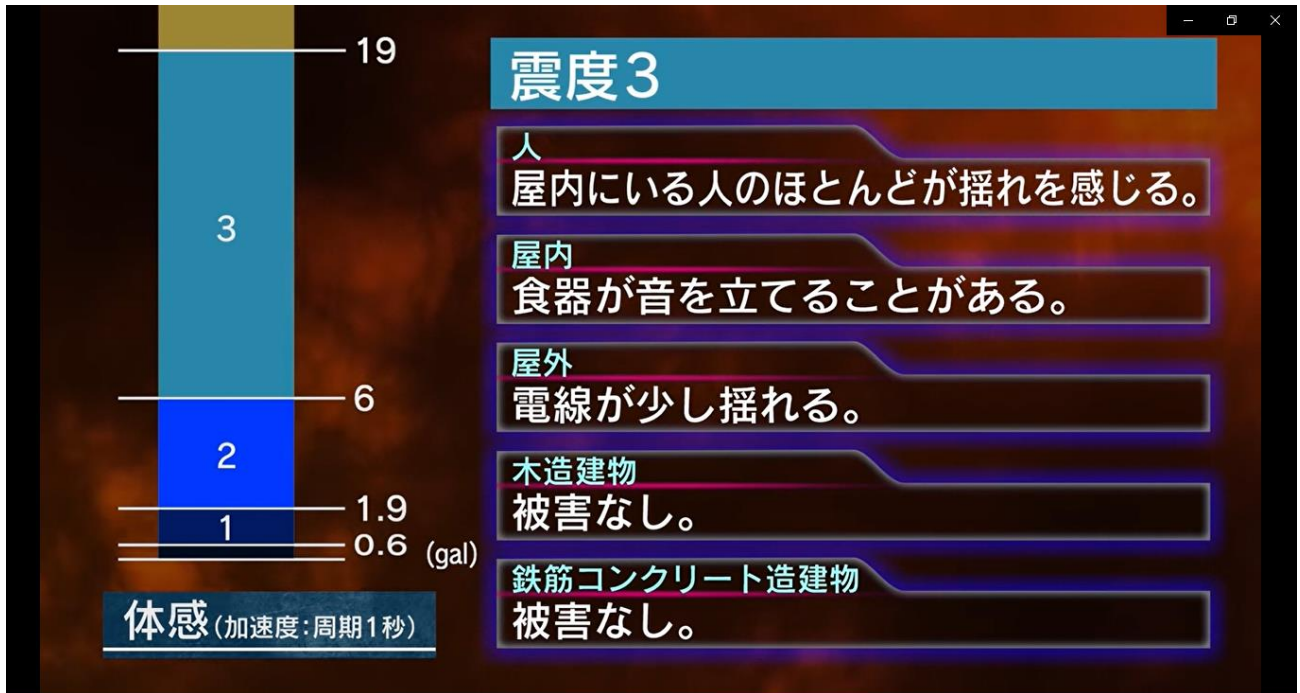 19
3
6
2
1.9
1
0.6
(gal)
体感(加速度:周期1秒)
震度3
人
屋内にいる人のほとんどが揺れを感じる。
屋内
食器が音を立てることがある。
屋外
電線が少し揺れる。
木造建物
被害なし。
鉄筋コンクリート造建物
被害なし。